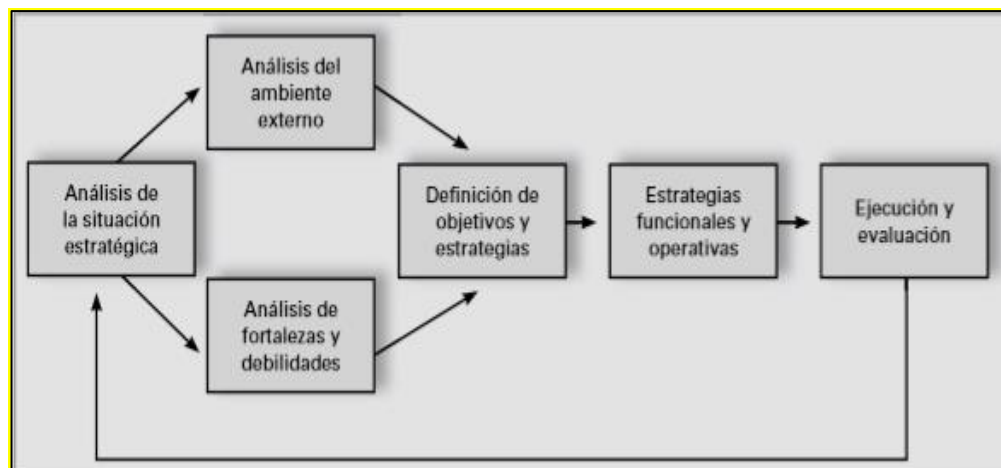 Análisis del
ambiente
externo
Análisis de
la situación
estratégica
Definición de
objetivos y
estrategias
Estrategias
funcionales y
operativas
Ejecución y
evaluación
Análisis de
fortalezas y
debilidades